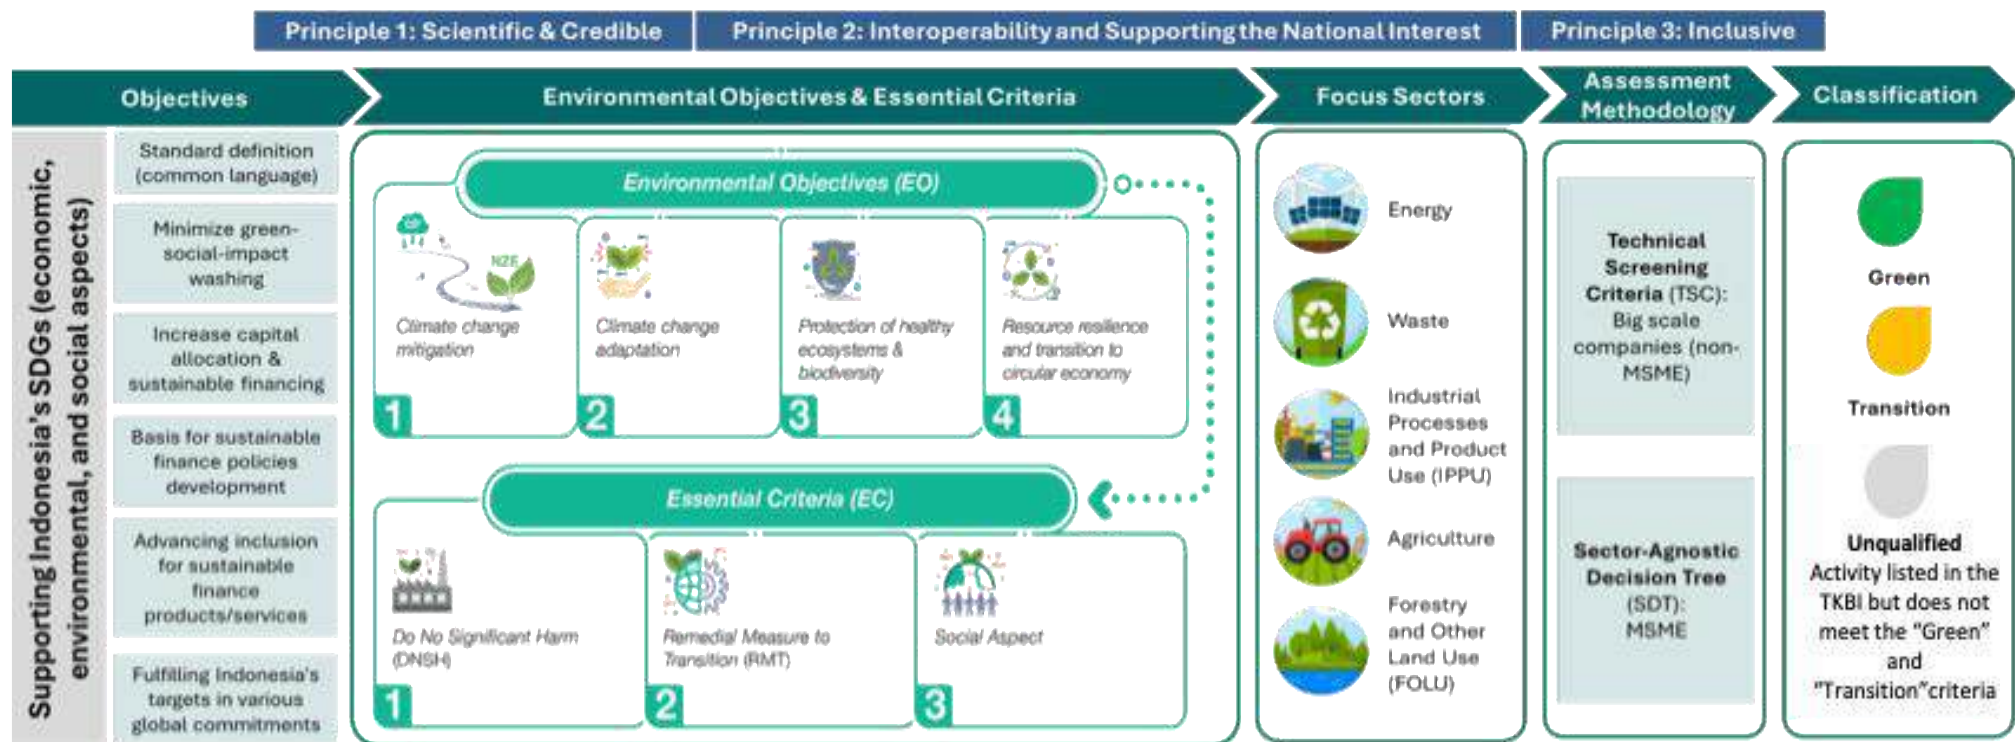 Principle 1: Scientific & Credible
Principle 2: Interoperability and Supporting the National Interest
Principle 3: Inclusive
Objectives
Environmental Objectives & Essential Criteria
Focus Sectors
Assessment
Methodology
Classification
Supporting Indonesia's SDGs (economic,
environmental, and social aspects)
Standard definition
(common language)
Minimize green-
social-impact
washing
Increase capital
allocation &
sustainable financing
Basis for sustainable
finance policies
development
Advancing inclusion
for sustainable
finance
products/services
Fulfilling Indonesia's
targets in various
global commitments
Environmental Objectives (EO)
NZE
Climate change
mitigation
1
Climate change
adaptation
2
Protection of healthy
ecosystems &
biodiversity
3
Resource resilience
and transition to
circular economy
4
Essential Criteria (EC)
Do No Significant Harm
(DNSH)
1
Remedial Measure to
Transition (RMT)
2
Social Aspect
3
Energy
Waste
Industrial
Processes
and Product
Use (IPPU)
Agriculture
Forestry
and Other
Land Use
(FOLU)
Technical
Screening
Criteria (TSC):
Big scale
companies (non-
MSME)
Sector-Agnostic
Decision Tree
(SDT):
MSME
Green
Transition
Unqualified
Activity listed in the
TKBI but does not
meet the "Green"
and
"Transition"criteria